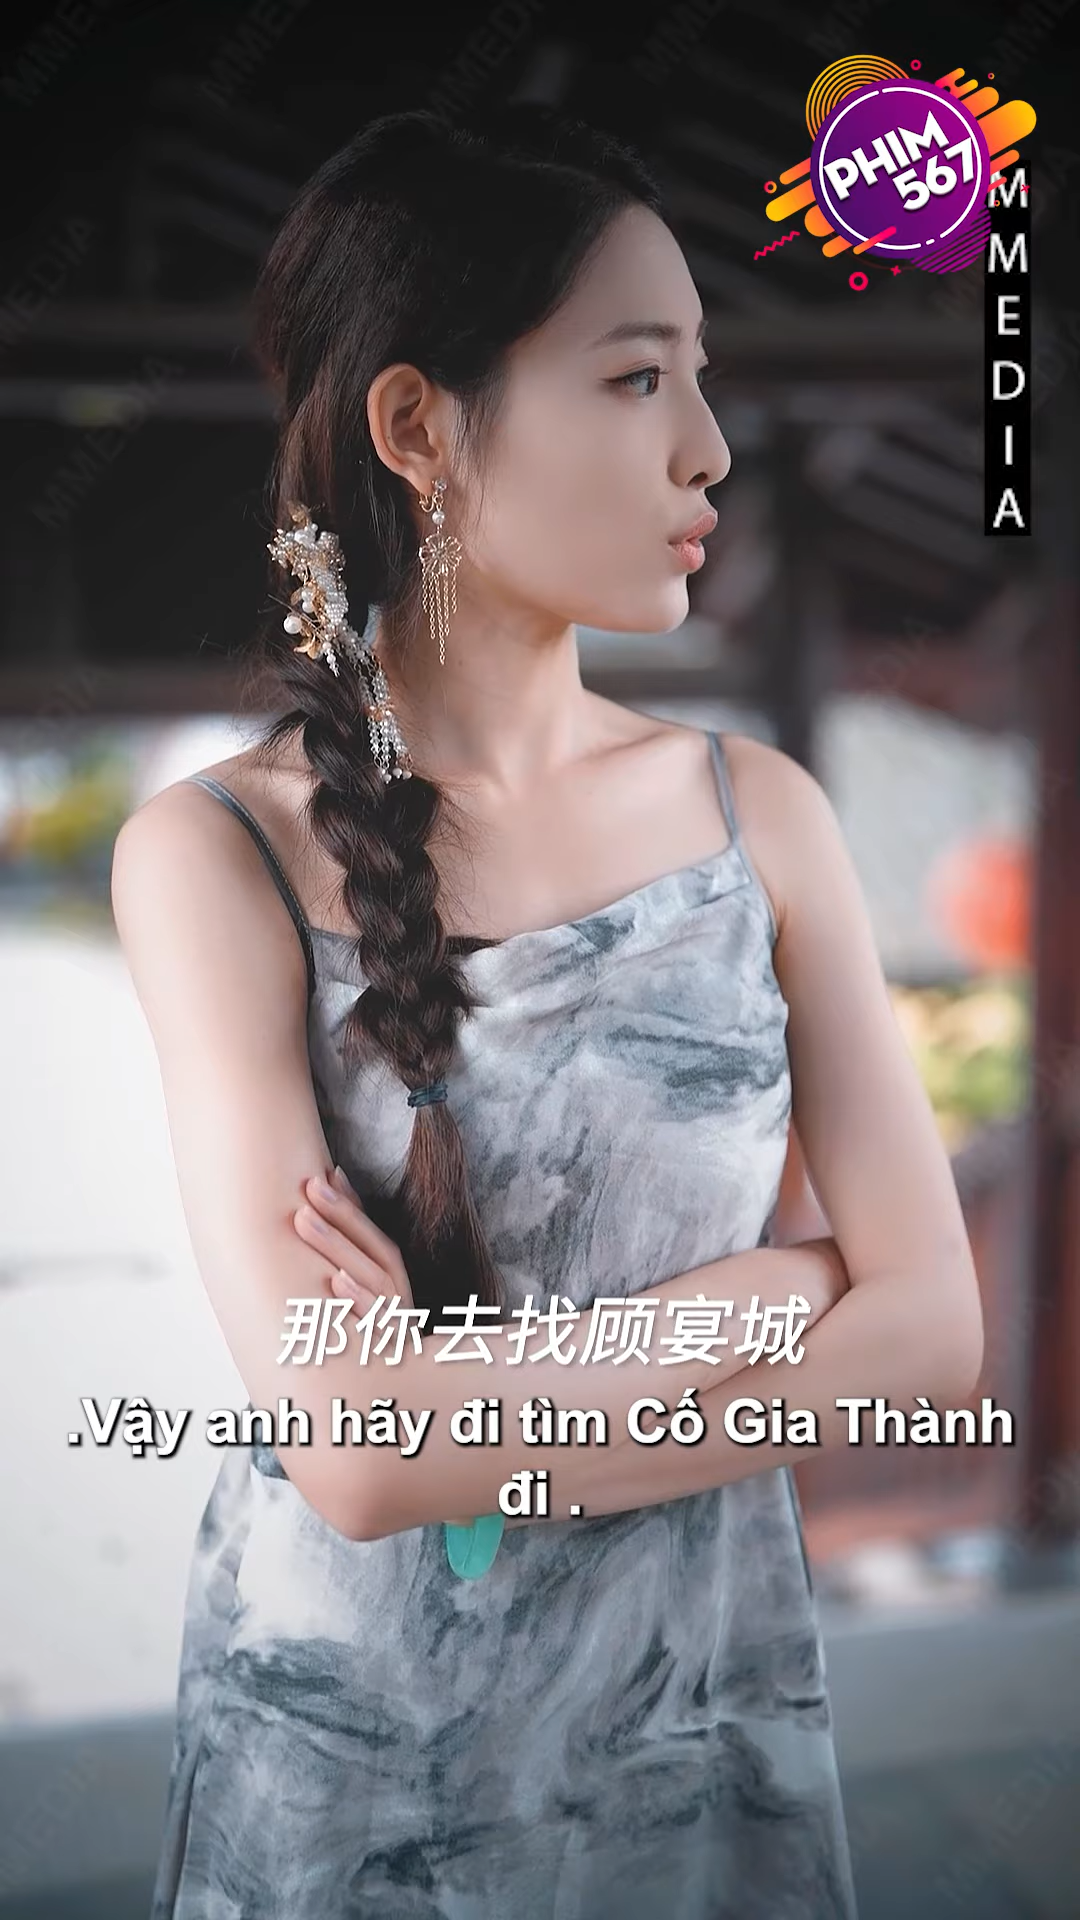 PHIM
567
MMEDIA
那你去找顾宴城
.Vậy anh hãy đi tìm Cố Gia Thành
đi .